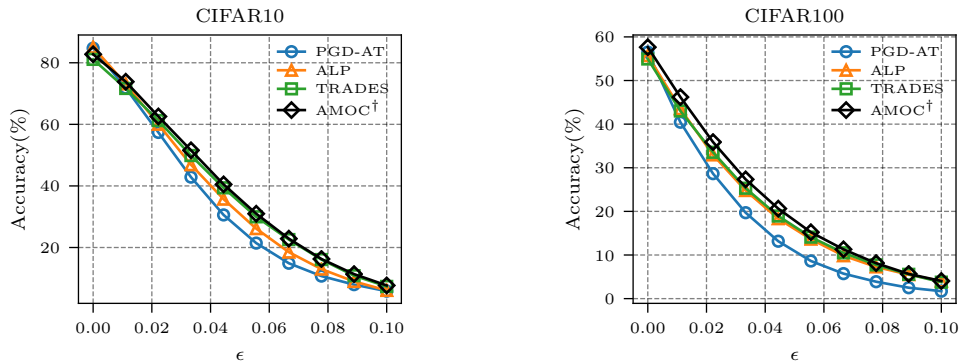 CIFAR10
Accuracy(%)
80
60
40
20
0.00 0.02 0.04 0.06 0.08 0.10
ϵ
PGD-AT
ALP
TRADES
AMOC†
CIFAR100
Accuracy(%)
60
50
40
30
20
10
0
0.00 0.02 0.04 0.06 0.08 0.10
ϵ
PGD-AT
ALP
TRADES
AMOC†